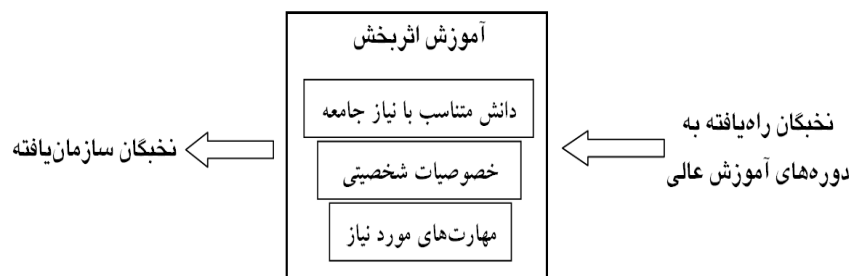 آموزش اثربخش
نخبگان راه‌یافته به
دوره‌های آموزش عالی
دانش متناسب با نیاز جامعه
خصوصیات شخصیتی
مهارت‌های مورد نیاز
نخبگان سازمان‌یافته